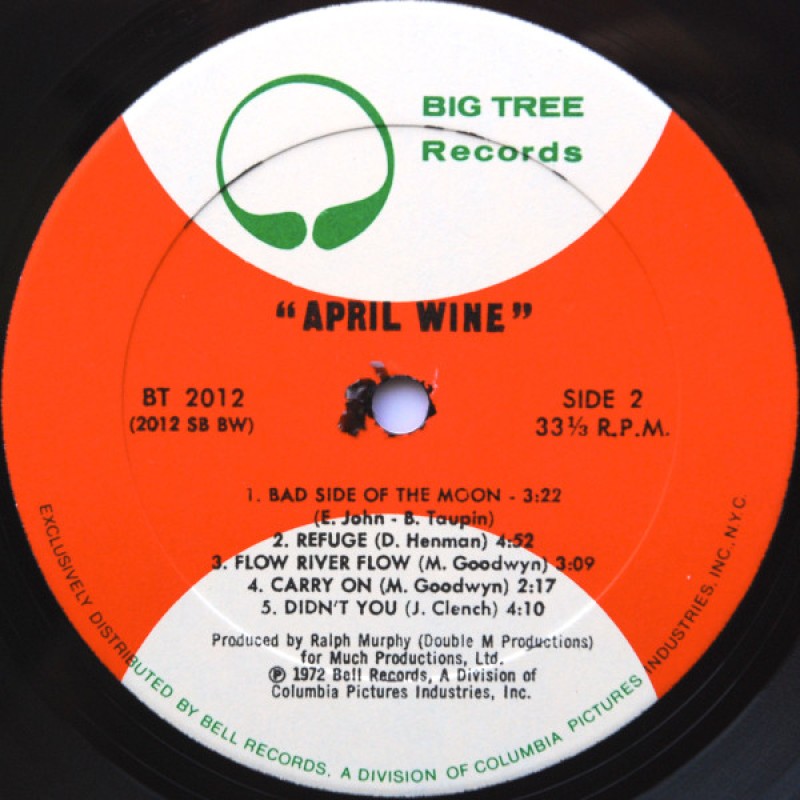 BIG TREE
Records
“APRIL WINE”
BT 2012
(2012 SB BW)
SIDE 2
33⅓ R.P.M.
1. BAD SIDE OF THE MOON - 3:22
(E. John - B. Taupin)
2. REFUGE (D. Henman) 4:52
3. FLOW RIVER FLOW (M. Goodwyn) 3:09
4. CARRY ON (M. Goodwyn) 2:17
5. DIDN'T YOU (J. Clench) 4:10
Produced by Ralph Murphy (Double M Productions)
for Much Productions, Ltd.
℗ 1972 Bell Records, A Division of
Columbia Pictures Industries, Inc.
EXCLUSIVELY DISTRIBUTED BY BELL RECORDS, A DIVISION OF COLUMBIA PICTURES INDUSTRIES, INC. N.Y.C.